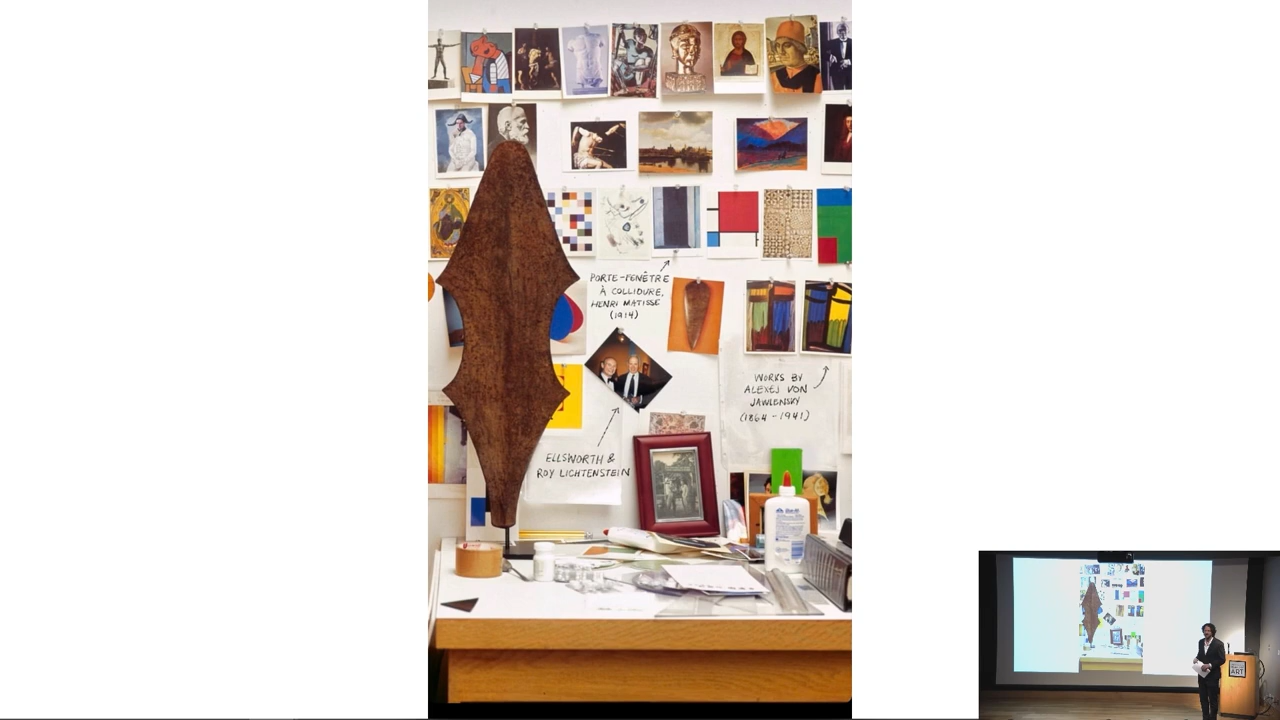 PORTE-FENÊTRE
À COLLIOURE,
HENRI MATISSE
(1914)
WORKS BY
ALEXEJ VON
JAWLENSKY
(1864-1941)
ELLSWORTH &
ROY LICHTENSTEIN
ART